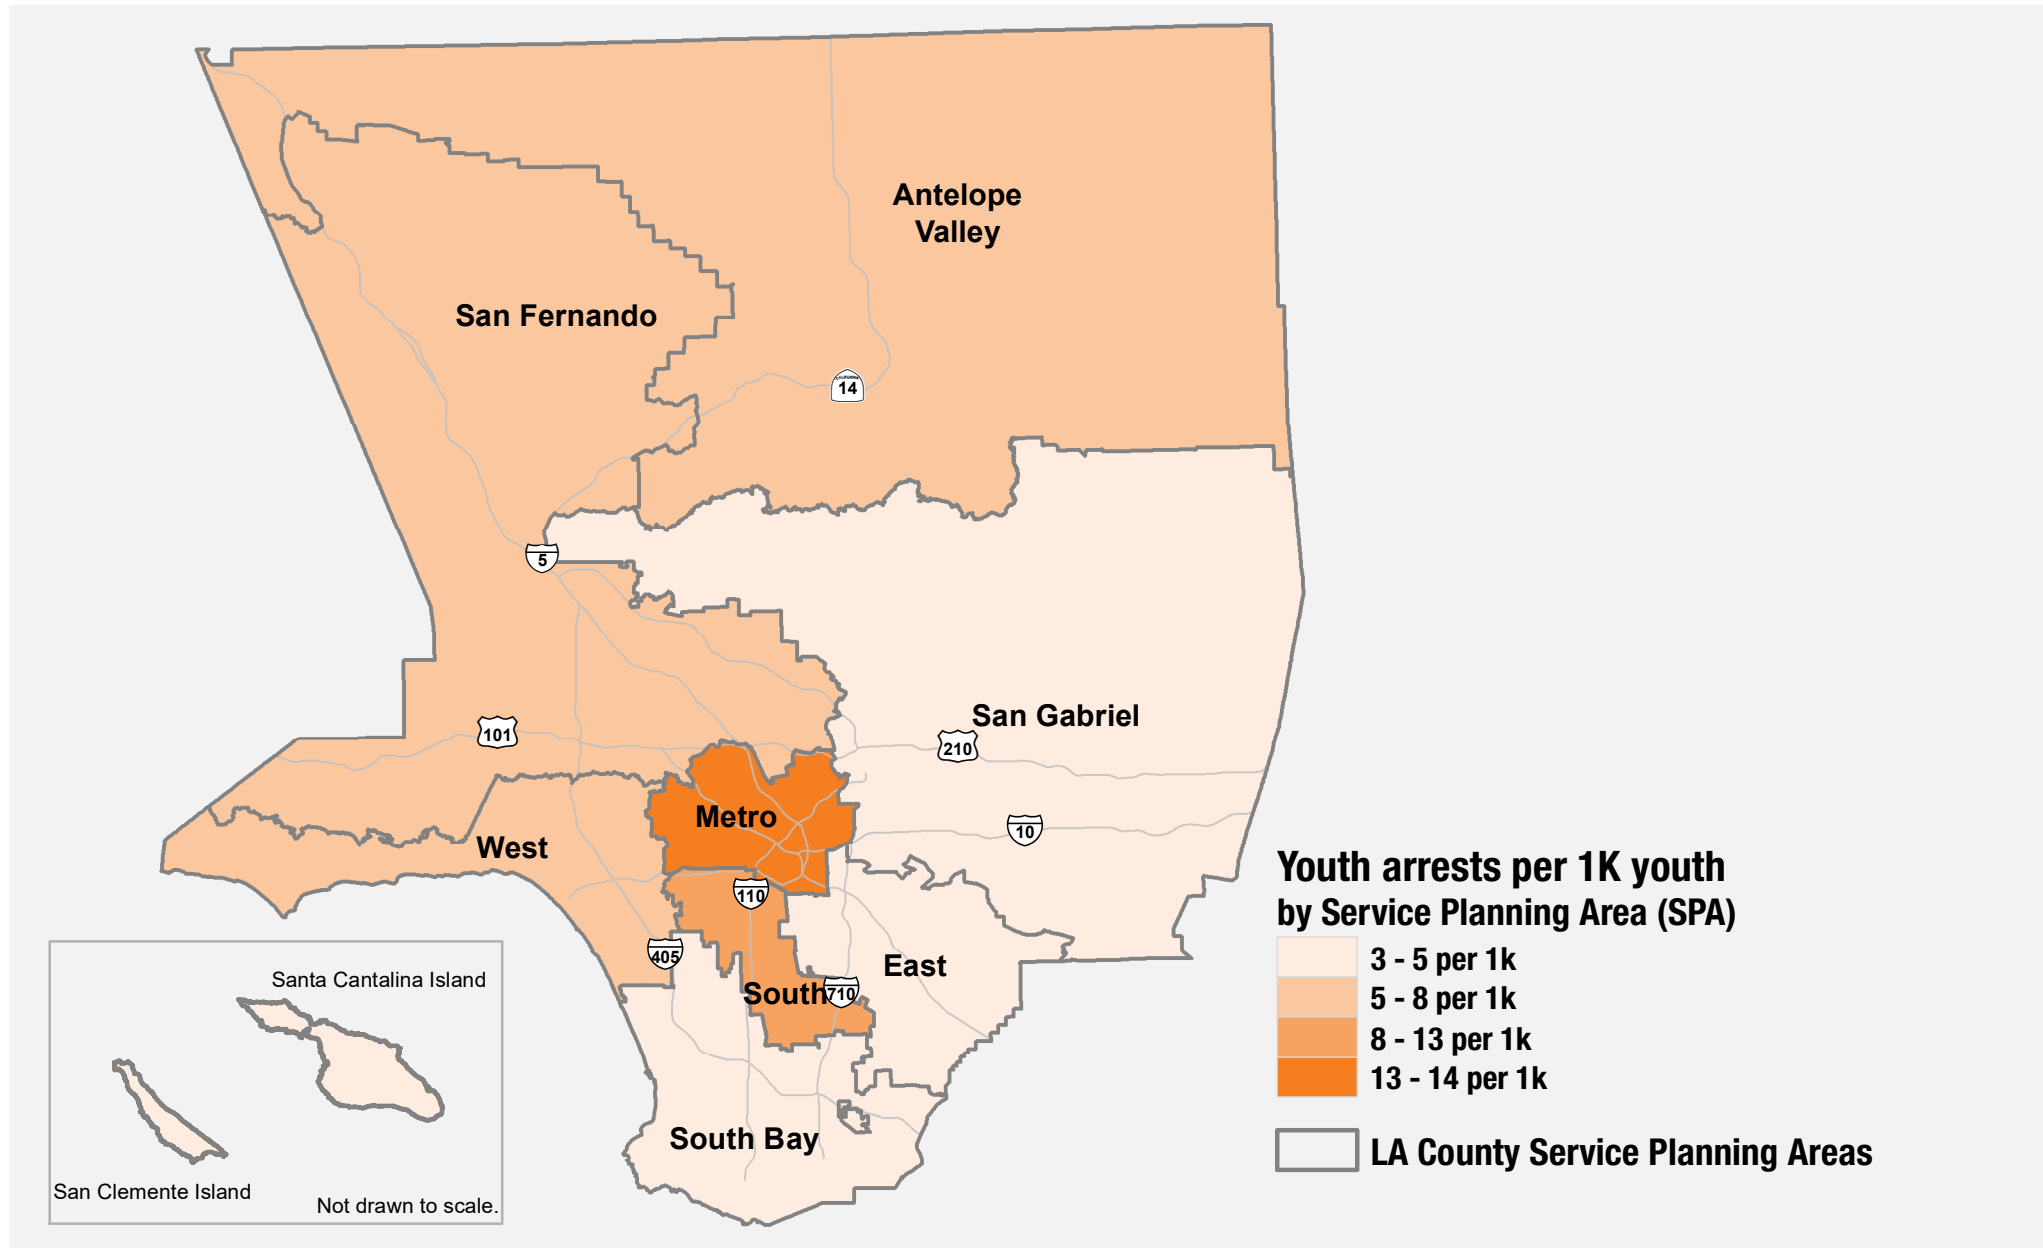 Antelope
Valley
San Fernando
CALIFORNIA
14
5
San Gabriel
101
210
Metro
10
West
110
405
East
South
710
South Bay
Santa Cantalina Island
San Clemente Island
Not drawn to scale.
Youth arrests per 1K youth
by Service Planning Area (SPA)
3 - 5 per 1k
5 - 8 per 1k
8 - 13 per 1k
13 - 14 per 1k
LA County Service Planning Areas